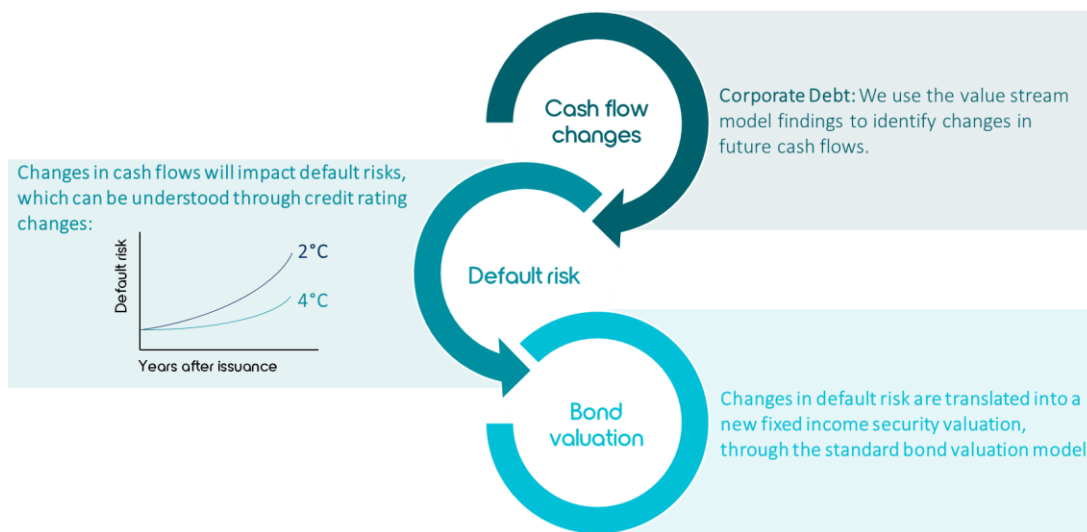 Cash flow
changes
Corporate Debt: We use the value stream
model findings to identify changes in
future cash flows.
Changes in cash flows will impact default risks,
which can be understood through credit rating
changes:
Default risk
2°C
4°C
Years after issuance
Default risk
Bond
valuation
Changes in default risk are translated into a
new fixed income security valuation,
through the standard bond valuation model